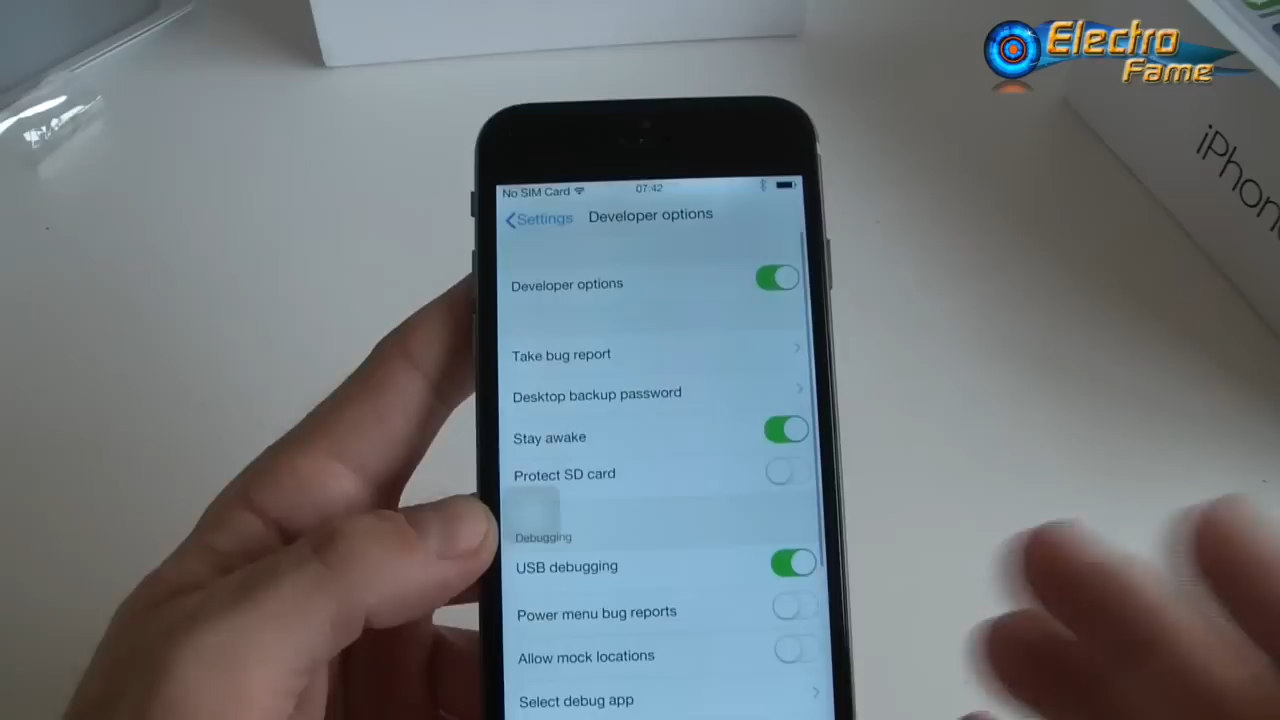 Electro
Fame
iPhone
No SIM Card 07:42
Settings Developer options
Developer options
Take bug report
Desktop backup password
Stay awake
Protect SD card
Debugging
USB debugging
Power menu bug reports
Allow mock locations
Select debug app